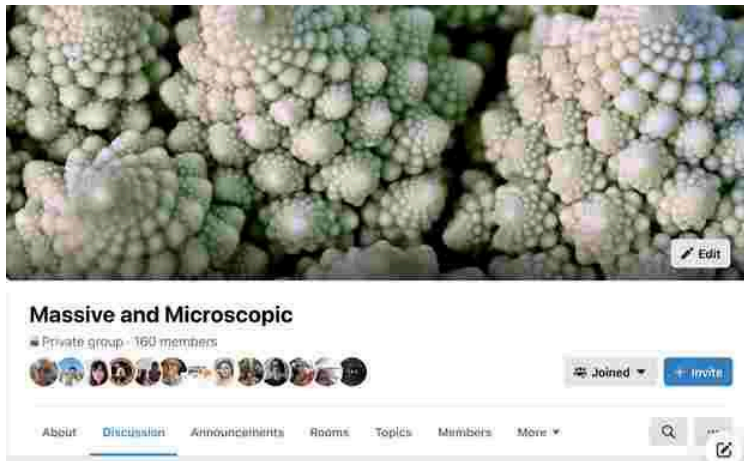 Edit
Massive and Microscopic
Private group · 160 members
Joined
+ Invite
About Discussion Announcements Rooms Topics Members More